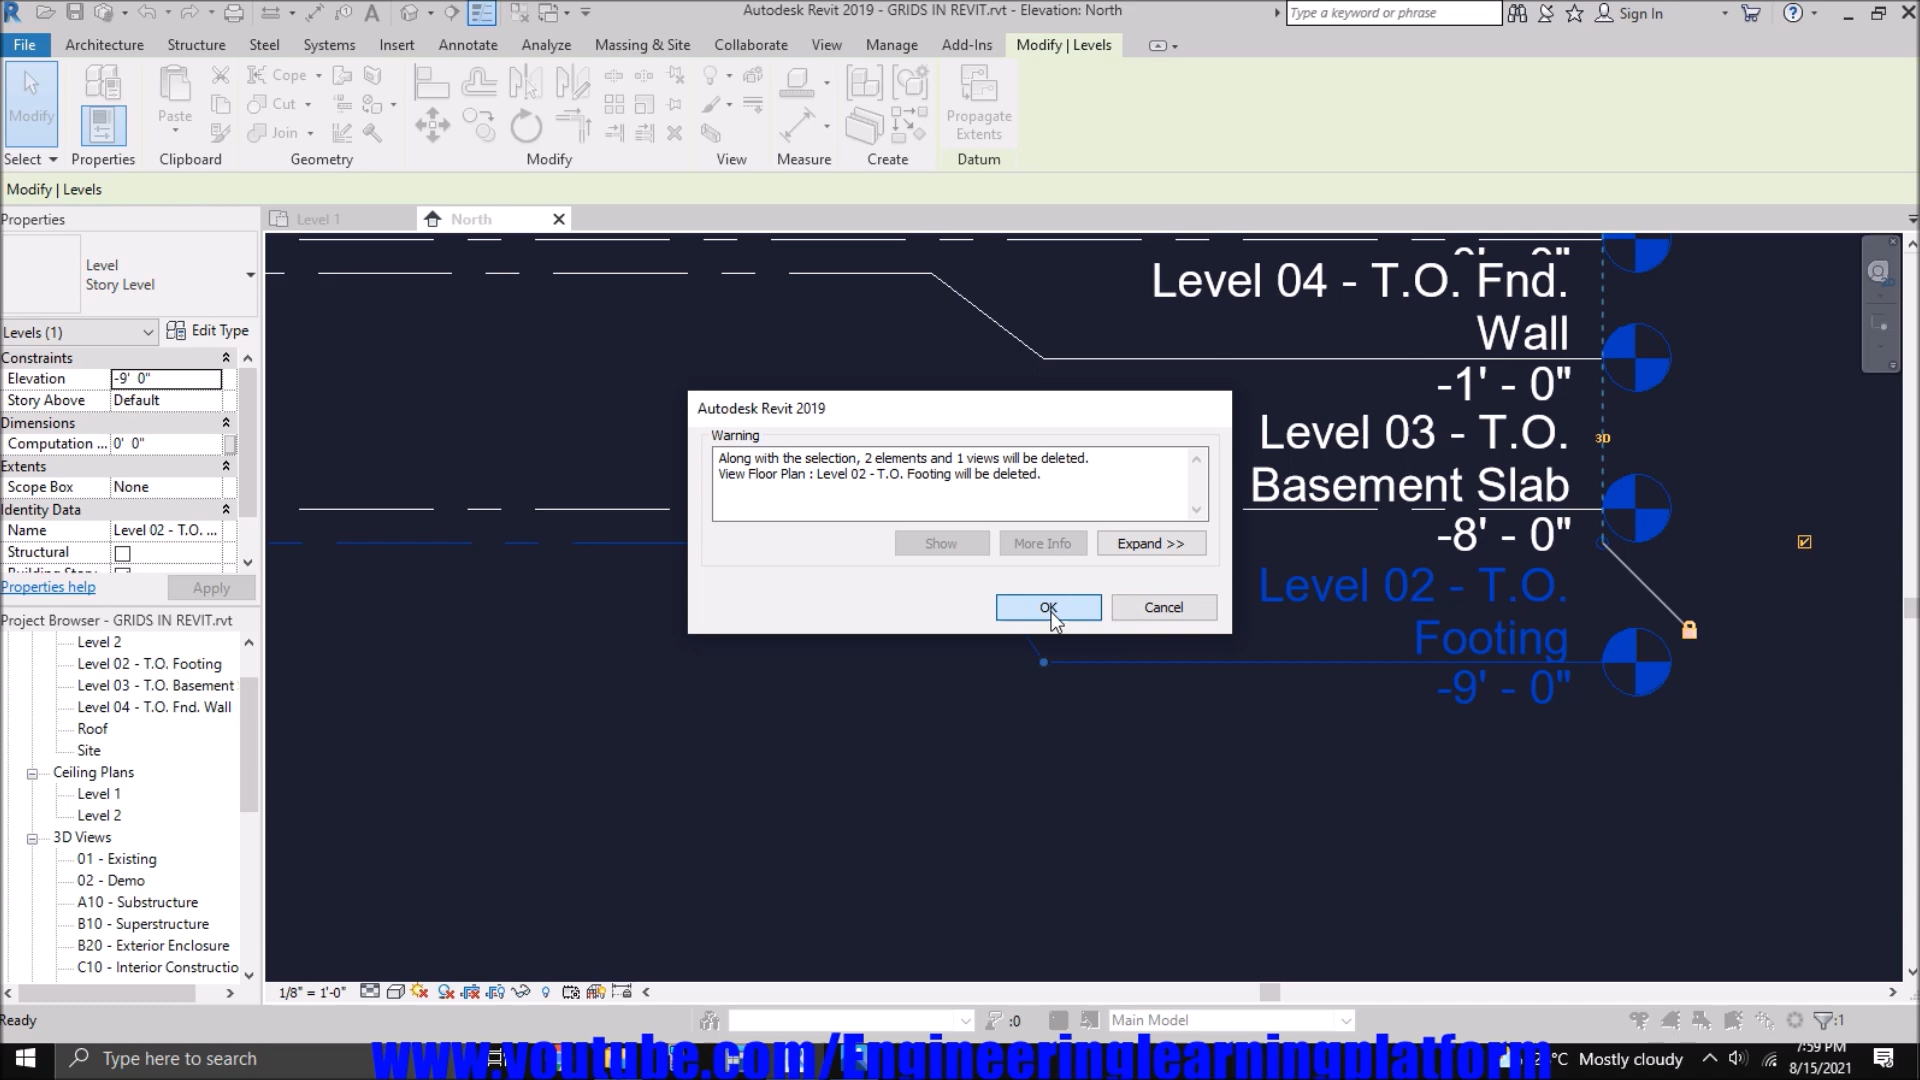 Autodesk Revit 2019 - GRIDS IN REVIT.rvt - Elevation: North
Type a keyword or phrase
Sign In
File Architecture Structure Steel Systems Insert Annotate Analyze Massing & Site Collaborate View Manage Add-Ins Modify | Levels
Modify
Paste
Cope
Cut
Join
Propagate
Extents
Select Properties Clipboard Geometry Modify View Measure Create Datum
Modify | Levels
Properties
Level 1
North
Level
Story Level
Levels (1)
Edit Type
Constraints
Elevation -9' 0"
Story Above Default
Dimensions
Computation ... 0' 0"
Extents
Scope Box None
Identity Data
Name Level 02 - T.O. ...
Structural
Properties help
Apply
Project Browser - GRIDS IN REVIT.rvt
Level 2
Level 02 - T.O. Footing
Level 03 - T.O. Basement
Level 04 - T.O. Fnd. Wall
Roof
Site
Ceiling Plans
Level 1
Level 2
3D Views
01 - Existing
02 - Demo
A10 - Substructure
B10 - Superstructure
B20 - Exterior Enclosure
C10 - Interior Constructio
Level 04 - T.O. Fnd.
Wall
-1' - 0"
Level 03 - T.O.
Basement Slab
-8' - 0"
Level 02 - T.O.
Footing
-9' - 0"
3D
Autodesk Revit 2019
Warning
Along with the selection, 2 elements and 1 views will be deleted.
View Floor Plan : Level 02 - T.O. Footing will be deleted.
Show More Info Expand >>
OK Cancel
1/8" = 1'-0"
Ready
:0
Main Model
:1
Type here to search
www.youtube.com/Engineeringlearningplatform
Mostly cloudy
7:59 PM
8/15/2021